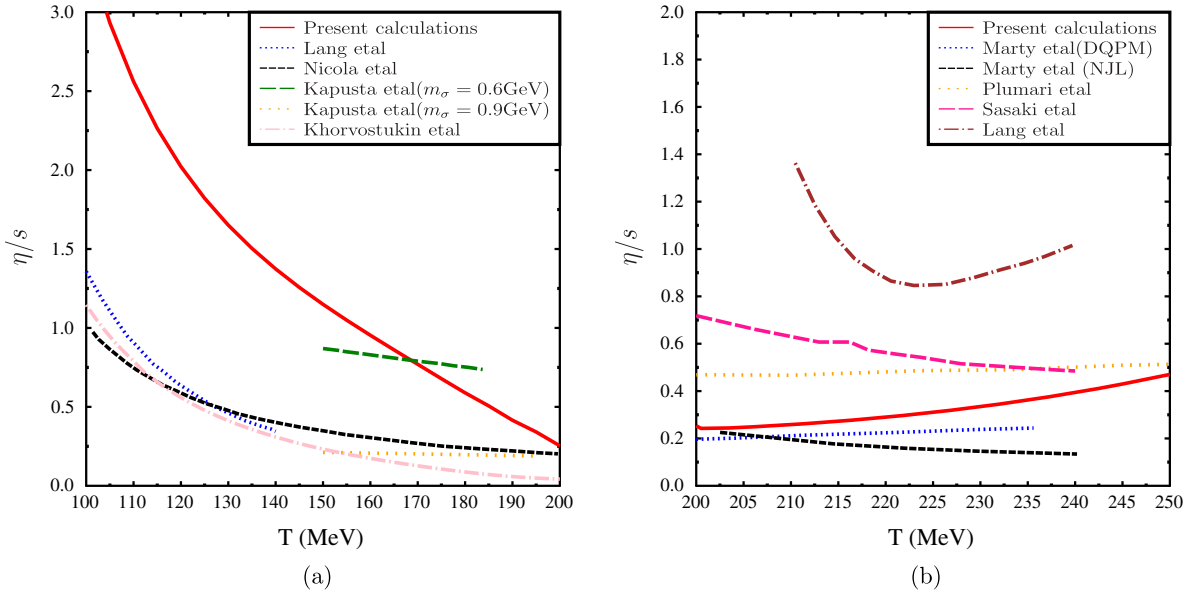 Present calculations
Lang etal
Nicola etal
Kapusta etal(mσ = 0.6GeV)
Kapusta etal(mσ = 0.9GeV)
Khorvostukin etal
3.0
2.5
2.0
1.5
1.0
0.5
0.0
η/s
100 110 120 130 140 150 160 170 180 190 200
T (MeV)
(a)
Present calculations
Marty etal(DQPM)
Marty etal (NJL)
Plumari etal
Sasaki etal
Lang etal
2.0
1.8
1.6
1.4
1.2
1.0
0.8
0.6
0.4
0.2
0.0
η/s
200 205 210 215 220 225 230 235 240 245 250
T (MeV)
(b)